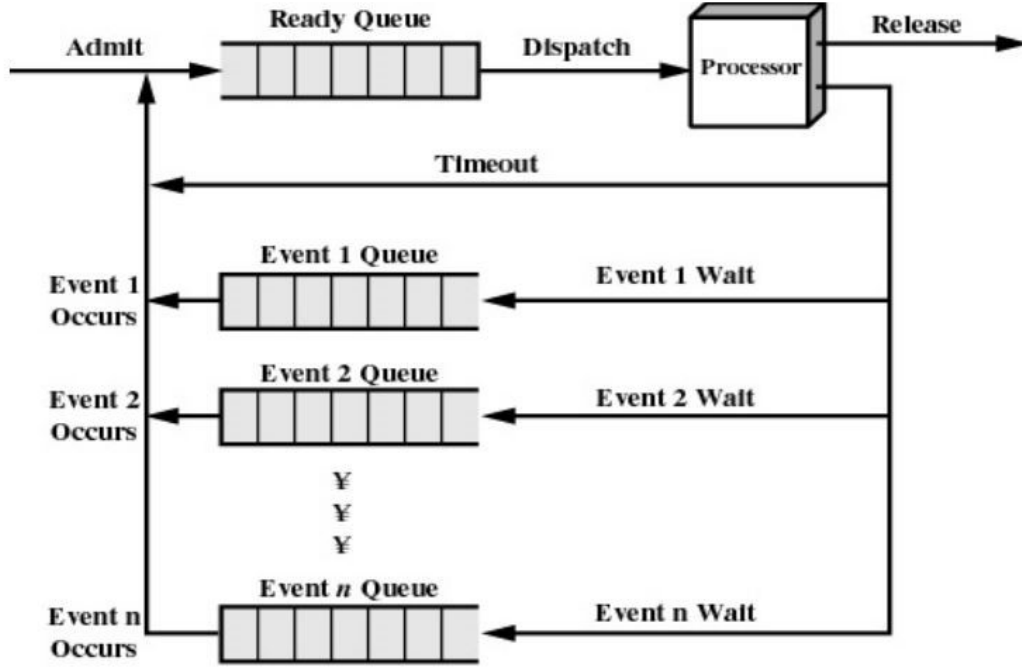 Ready Queue
Admit
Dispatch
Processor
Release
Timeout
Event 1 Queue
Event 1
Occurs
Event 1 Wait
Event 2 Queue
Event 2
Occurs
Event 2 Wait
¥
¥
¥
Event n Queue
Event n
Occurs
Event n Wait